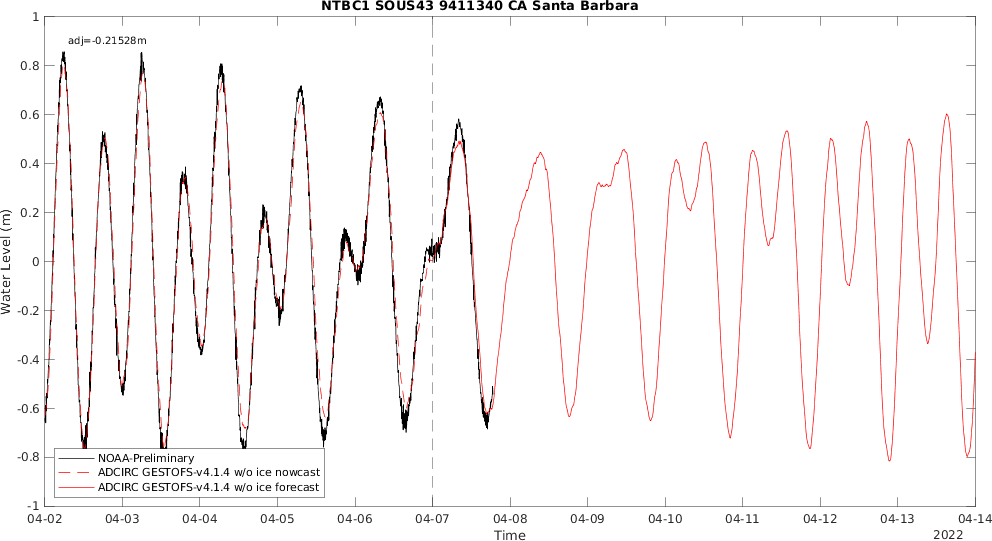 NTBC1 SOUS43 9411340 CA Santa Barbara
adj=-0.21528m
1
0.8
0.6
0.4
0.2
0
-0.2
-0.4
-0.6
-0.8
-1
Water Level (m)
NOAA-Preliminary
ADCIRC GESTOFS-v4.1.4 w/o ice nowcast
ADCIRC GESTOFS-v4.1.4 w/o ice forecast
04-02 04-03 04-04 04-05 04-06 04-07 04-08 04-09 04-10 04-11 04-12 04-13 04-14
Time
2022